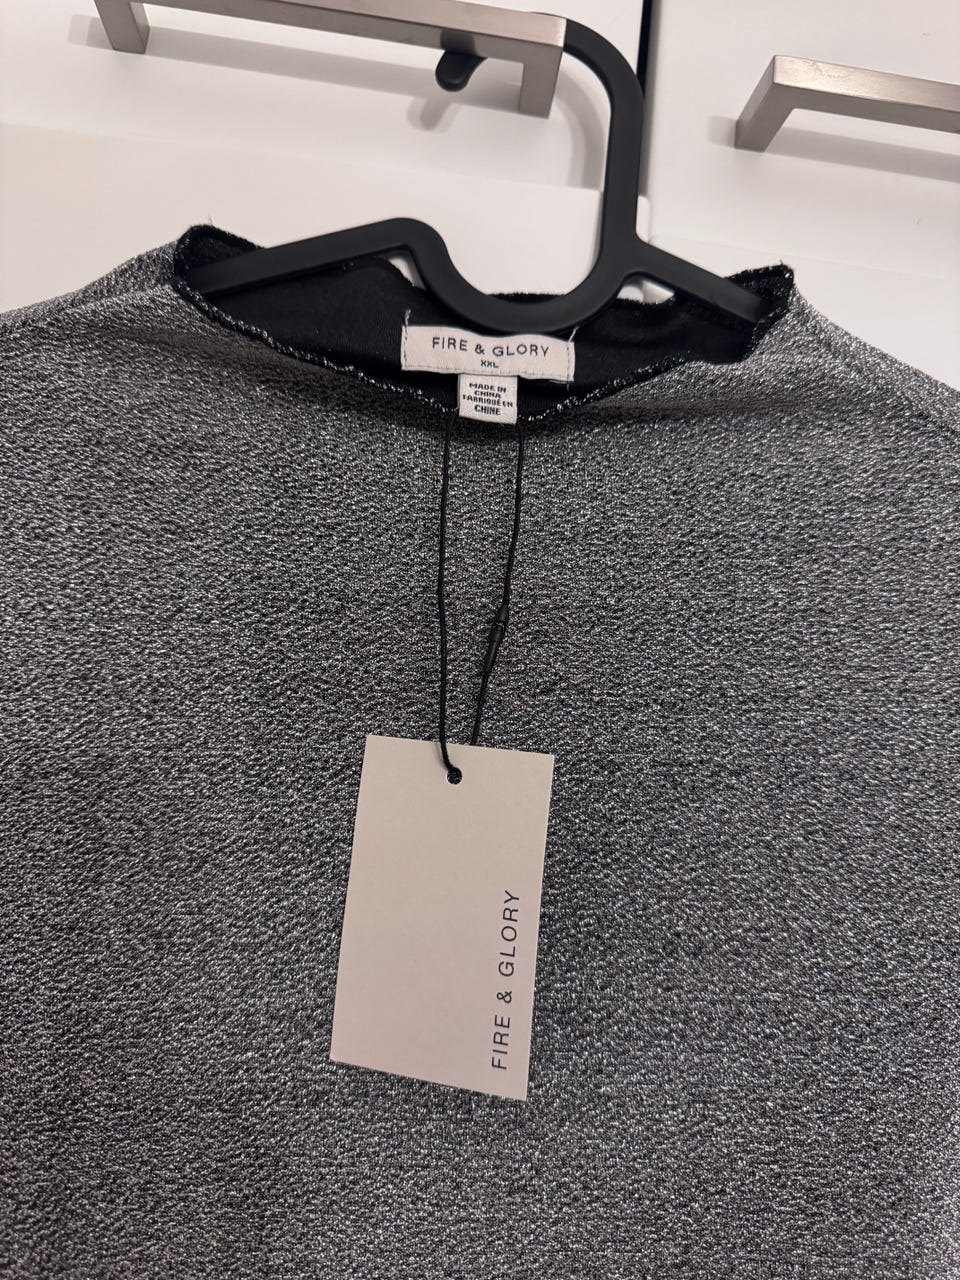 FIRE & GLORY
XXL
MADE IN
CHINA
FABRIQUÉ EN
CHINE
FIRE & GLORY